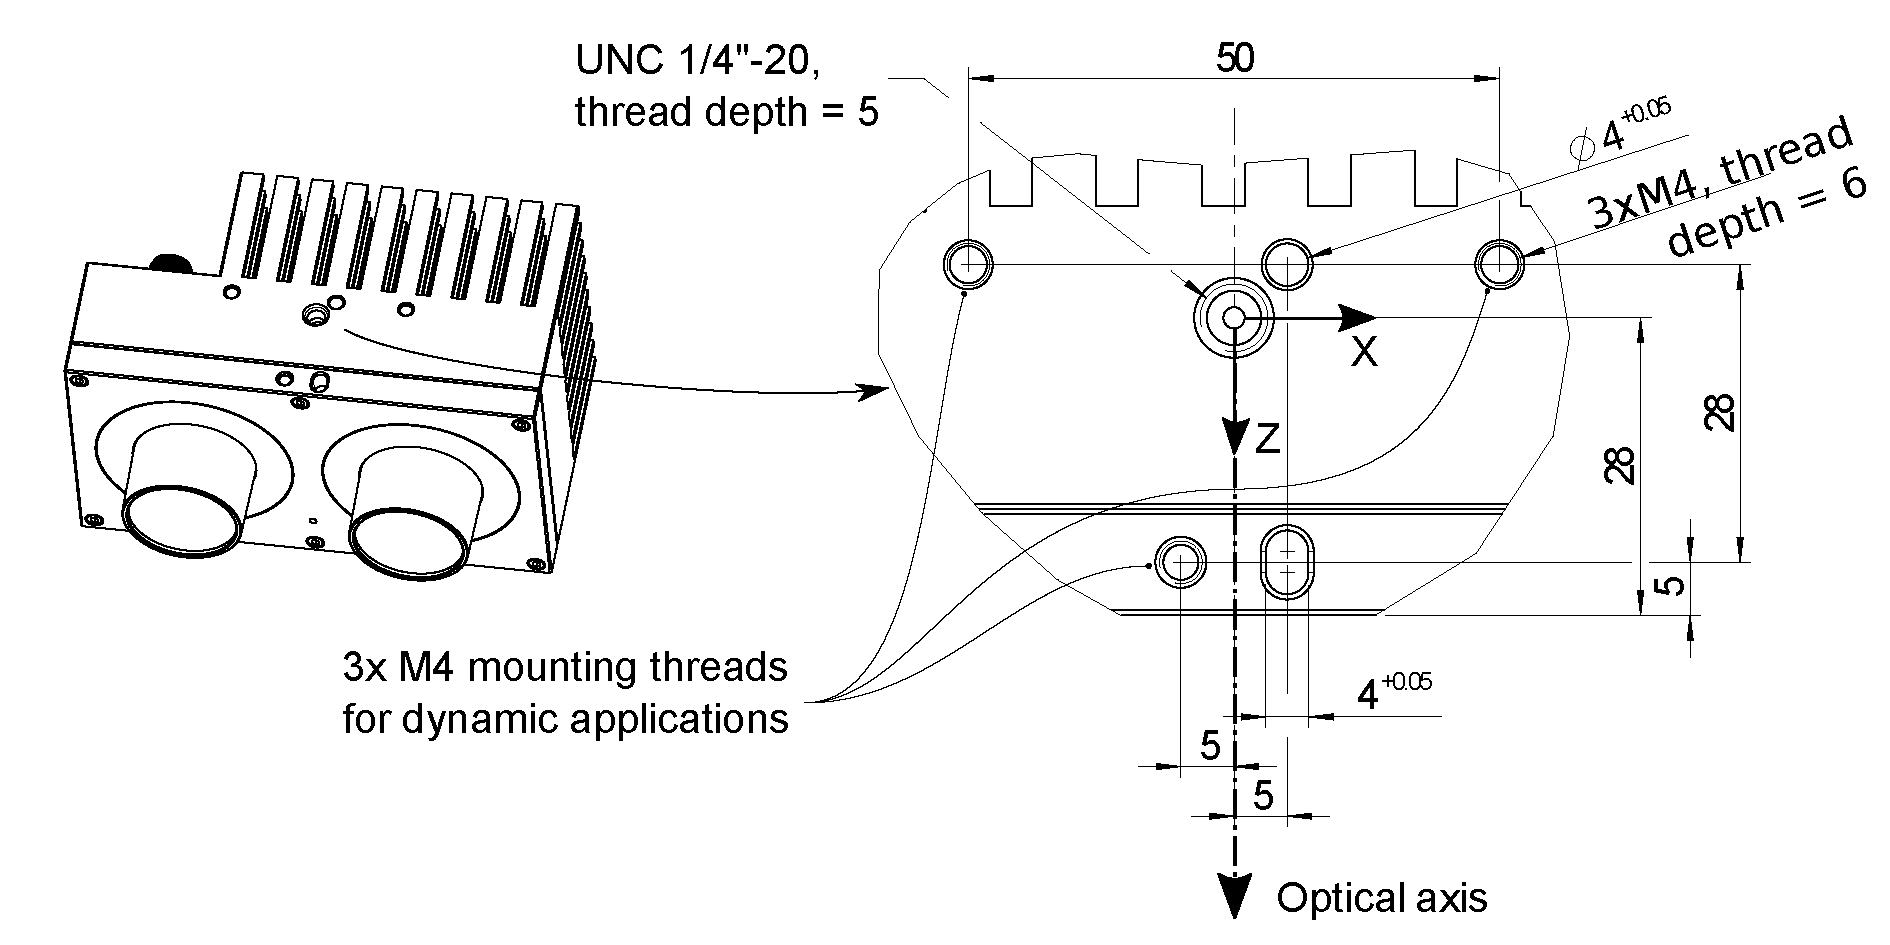 UNC 1/4"-20,
thread depth = 5
50
⌀4+0.05
3xM4, thread
depth = 6
X
Z
28
28
5
3x M4 mounting threads
for dynamic applications
4+0.05
5
5
Optical axis